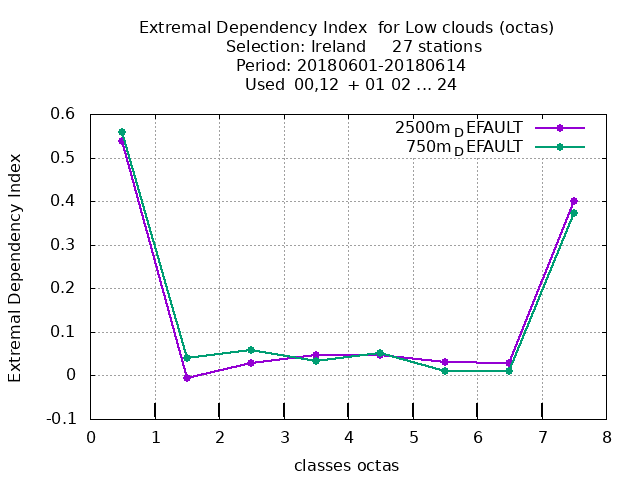 Extremal Dependency Index for Low clouds (octas)
Selection: Ireland 27 stations
Period: 20180601-20180614
Used 00,12 + 01 02 ... 24
2500m_DEFAULT
750m_DEFAULT
Extremal Dependency Index
0.6
0.5
0.4
0.3
0.2
0.1
0
-0.1
0 1 2 3 4 5 6 7 8
classes octas